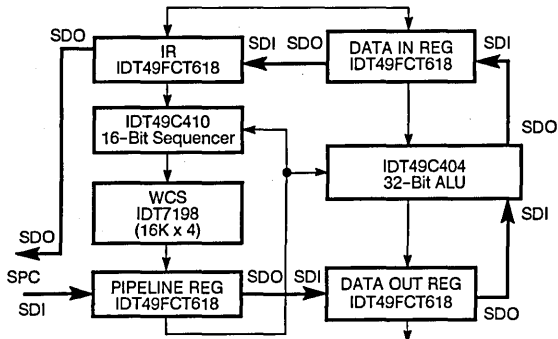 SDO
IR
IDT49FCT618
SDI
SDO
DATA IN REG
IDT49FCT618
SDI
IDT49C410
16-Bit Sequencer
SDO
IDT49C404
32-Bit ALU
WCS
IDT7198
(16K x 4)
SDI
SDO
SPC
SDI
PIPELINE REG
IDT49FCT618
SDO
SDI
DATA OUT REG
IDT49FCT618
SDO